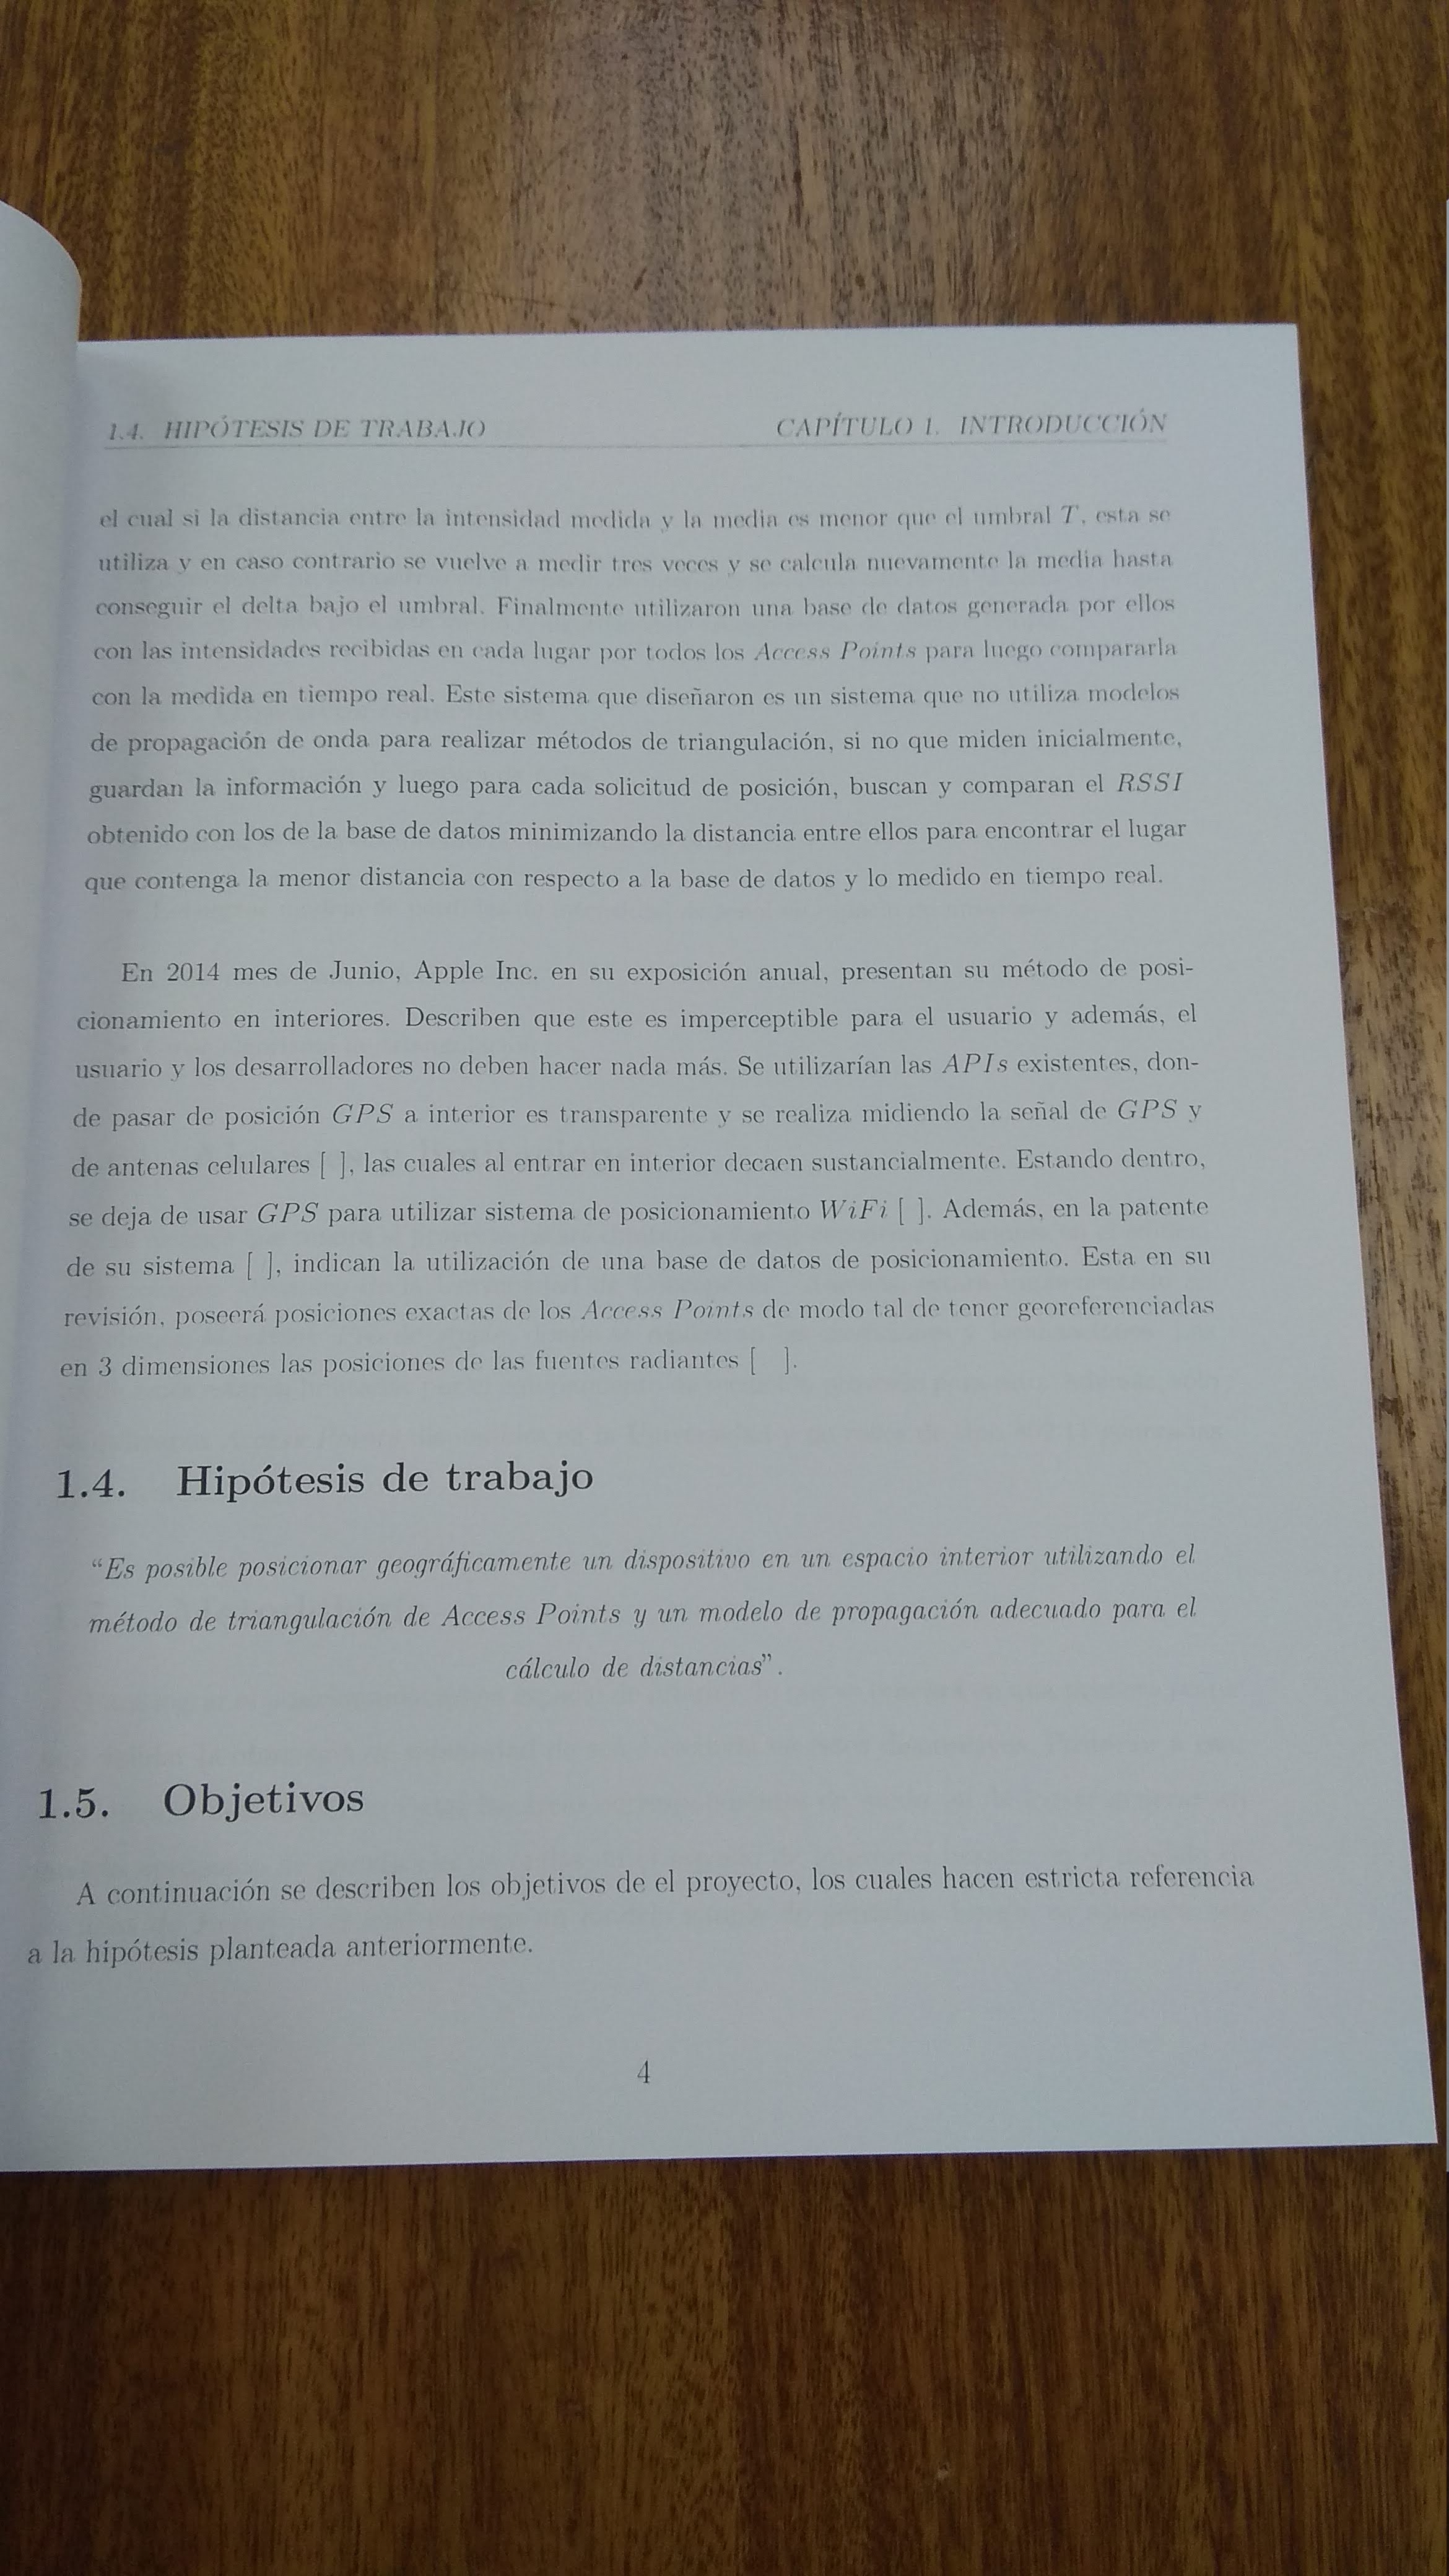 1.4. HIPÓTESIS DE TRABAJO CAPÍTULO 1. INTRODUCCIÓN
el cual si la distancia entre la intensidad medida y la media es menor que el umbral T, esta se
utiliza y en caso contrario se vuelve a medir tres veces y se calcula nuevamente la media hasta
conseguir el delta bajo el umbral. Finalmente utilizaron una base de datos generada por ellos
con las intensidades recibidas en cada lugar por todos los Access Points para luego compararla
con la medida en tiempo real. Este sistema que diseñaron es un sistema que no utiliza modelos
de propagación de onda para realizar métodos de triangulación, si no que miden inicialmente,
guardan la información y luego para cada solicitud de posición, buscan y comparan el RSSI
obtenido con los de la base de datos minimizando la distancia entre ellos para encontrar el lugar
que contenga la menor distancia con respecto a la base de datos y lo medido en tiempo real.
En 2014 mes de Junio, Apple Inc. en su exposición anual, presentan su método de posi-
cionamiento en interiores. Describen que este es imperceptible para el usuario y además, el
usuario y los desarrolladores no deben hacer nada más. Se utilizarían las APIs existentes, don-
de pasar de posición GPS a interior es transparente y se realiza midiendo la señal de GPS y
de antenas celulares [ ], las cuales al entrar en interior decaen sustancialmente. Estando dentro,
se deja de usar GPS para utilizar sistema de posicionamiento WiFi [ ]. Además, en la patente
de su sistema [ ], indican la utilización de una base de datos de posicionamiento. Esta en su
revisión, poseerá posiciones exactas de los Access Points de modo tal de tener georeferenciadas
en 3 dimensiones las posiciones de las fuentes radiantes [ ].
1.4. Hipótesis de trabajo
“Es posible posicionar geográficamente un dispositivo en un espacio interior utilizando el
método de triangulación de Access Points y un modelo de propagación adecuado para el
cálculo de distancias”.
1.5. Objetivos
A continuación se describen los objetivos de el proyecto, los cuales hacen estricta referencia
a la hipótesis planteada anteriormente.
4